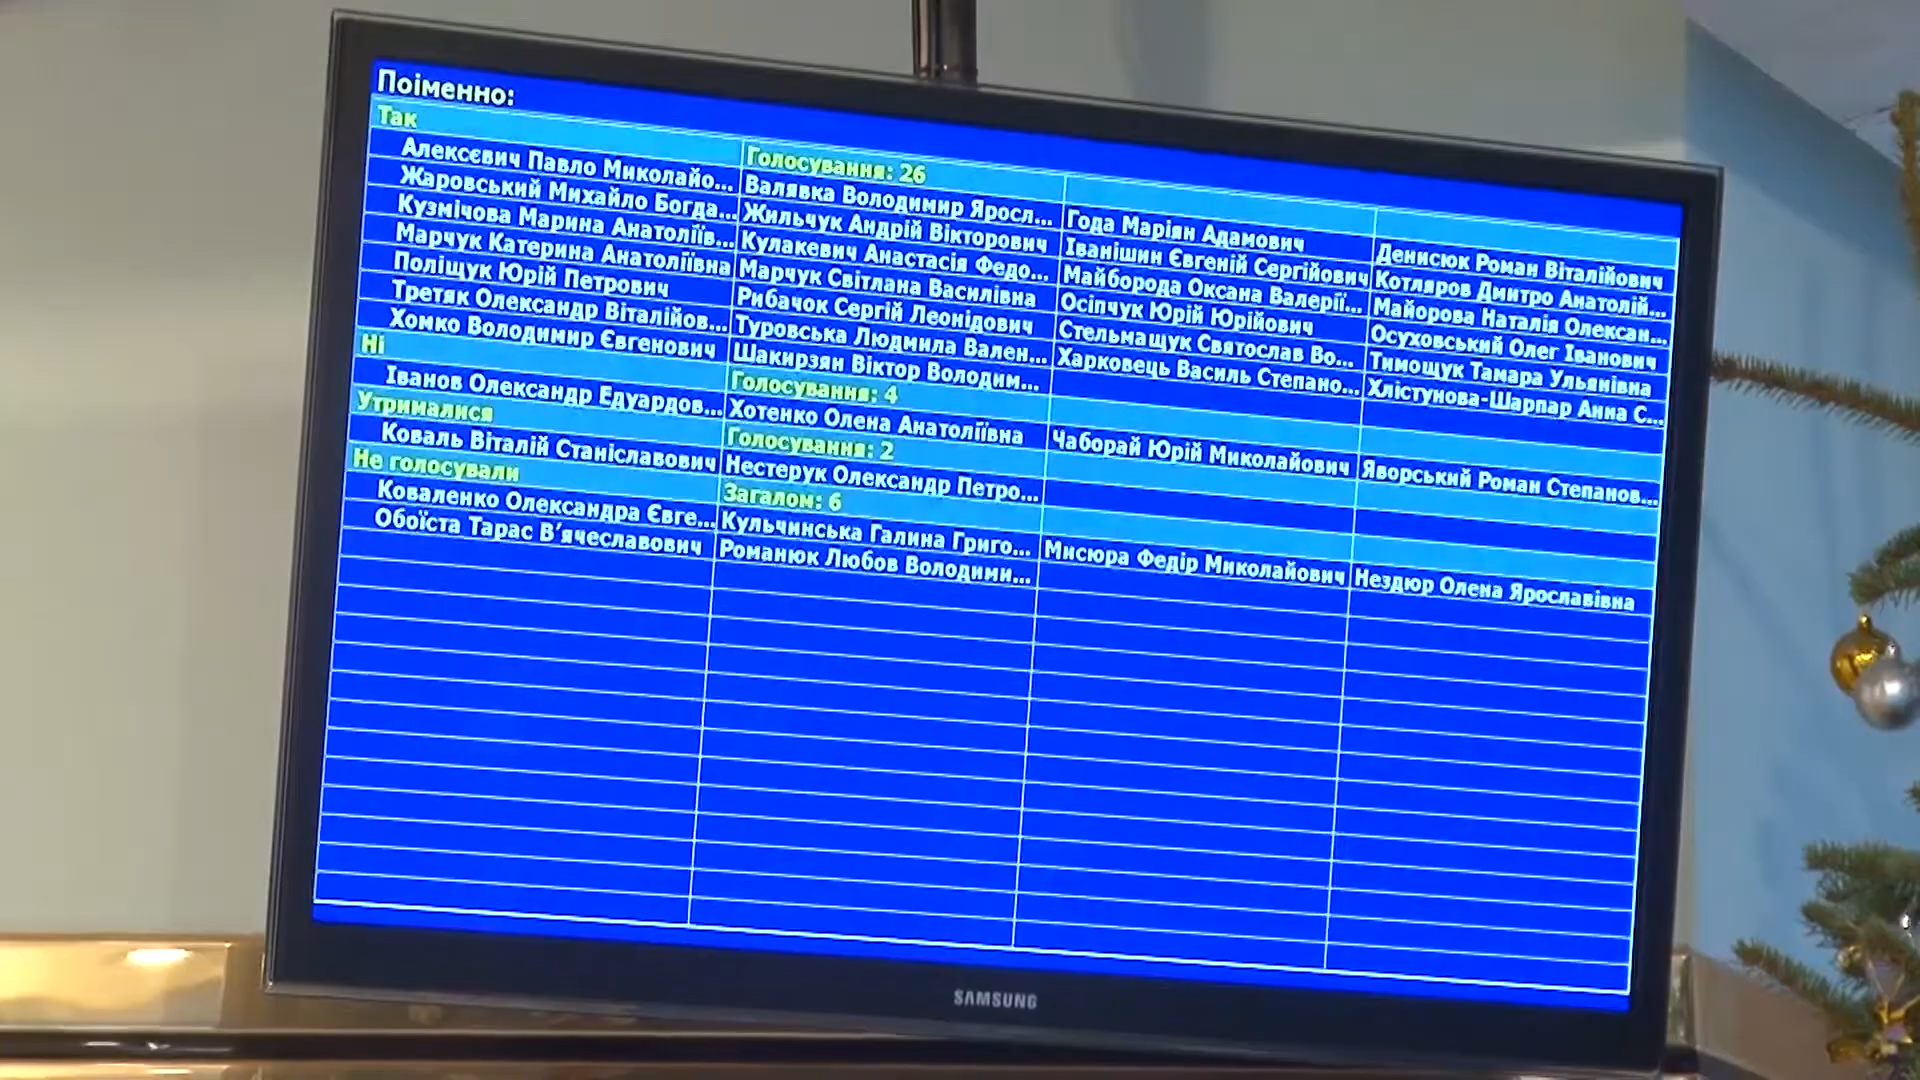 Поіменно:
Так Голосування: 26
Алексєвич Павло Миколайо... Валявка Володимир Яросл... Года Маріян Адамович Денисюк Роман Віталійович
Жаровський Михайло Богда... Жильчук Андрій Вікторович Іванішин Євгеній Сергійович Котляров Дмитро Анатолій...
Кузмічова Марина Анатоліїв... Кулакевич Анастасія Федо... Майборода Оксана Валерії... Майорова Наталія Олексан...
Марчук Катерина Анатоліївна Марчук Світлана Василівна Осіпчук Юрій Юрійович Осуховський Олег Іванович
Поліщук Юрій Петрович Рибачок Сергій Леонідович Стельмащук Святослав Во... Тимощук Тамара Ульянівна
Третяк Олександр Віталійов... Туровська Людмила Вален... Харковець Василь Степано... Хлістунова-Шарпар Анна С...
Хомко Володимир Євгенович Шакирзян Віктор Володим...
Ні Голосування: 4
Іванов Олександр Едуардов... Хотенко Олена Анатоліївна Чаборай Юрій Миколайович Яворський Роман Степанов...
Утрималися Голосування: 2
Коваль Віталій Станіславович Нестерук Олександр Петро...
Не голосували Загалом: 6
Коваленко Олександра Євге... Кульчинська Галина Григо... Мисюра Федір Миколайович Нездюр Олена Ярославівна
Обоїста Тарас В’ячеславович Романюк Любов Володими...
SAMSUNG